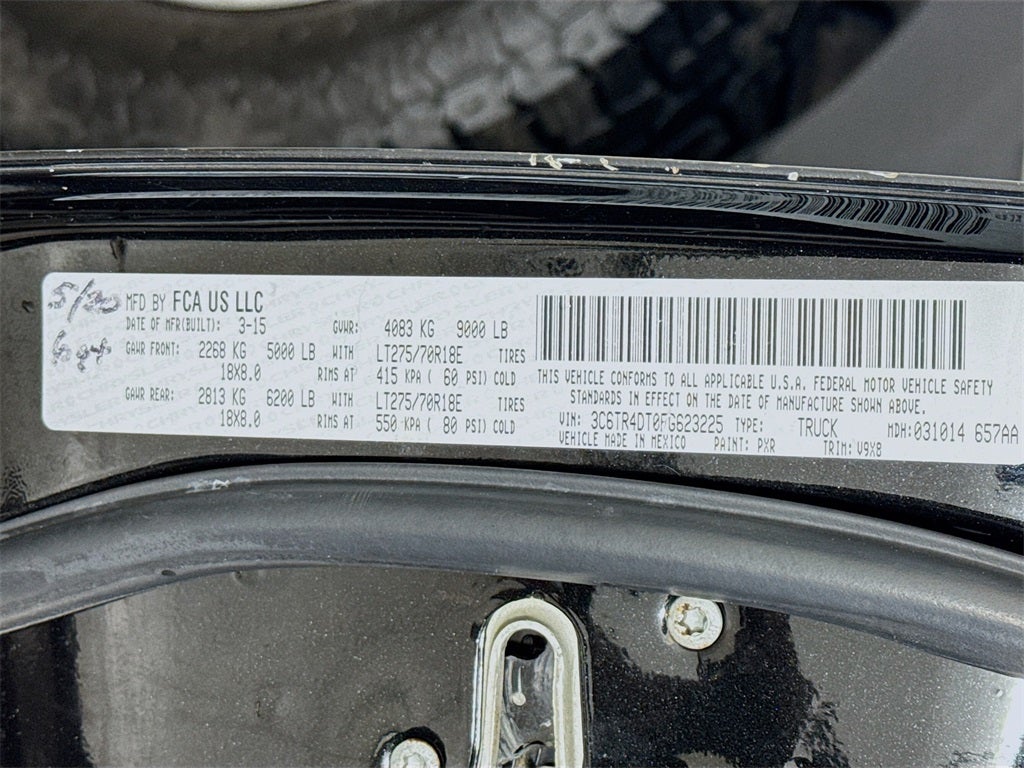 MFD BY FCA US LLC
DATE OF MFR(BUILT): 3-15 GVWR: 4083 KG 9000 LB
GAWR FRONT: 2268 KG 5000 LB WITH LT275/70R18E TIRES
18X8.0 RIMS AT 415 KPA ( 60 PSI) COLD
GAWR REAR: 2813 KG 6200 LB WITH LT275/70R18E TIRES
18X8.0 RIMS AT 550 KPA ( 80 PSI) COLD
THIS VEHICLE CONFORMS TO ALL APPLICABLE U.S.A. FEDERAL MOTOR VEHICLE SAFETY
STANDARDS IN EFFECT ON THE DATE OF MANUFACTURE SHOWN ABOVE.
VIN: 3C6TR4DT0FG623225 TYPE: TRUCK MDH:031014 657AA
VEHICLE MADE IN MEXICO PAINT: PXR TRIM: V9X8